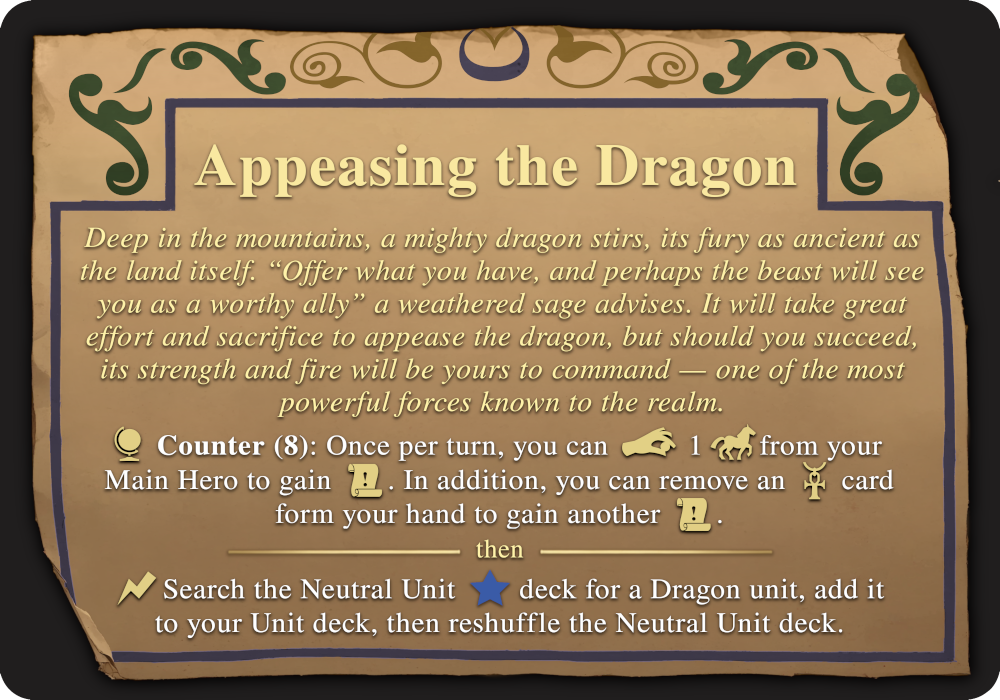 Appeasing the Dragon
Deep in the mountains, a mighty dragon stirs, its fury as ancient as
the land itself. “Offer what you have, and perhaps the beast will see
you as a worthy ally” a weathered sage advises. It will take great
effort and sacrifice to appease the dragon, but should you succeed,
its strength and fire will be yours to command — one of the most
powerful forces known to the realm.
Counter (8): Once per turn, you can 1 from your
Main Hero to gain . In addition, you can remove an card
form your hand to gain another .
then
Search the Neutral Unit deck for a Dragon unit, add it
to your Unit deck, then reshuffle the Neutral Unit deck.